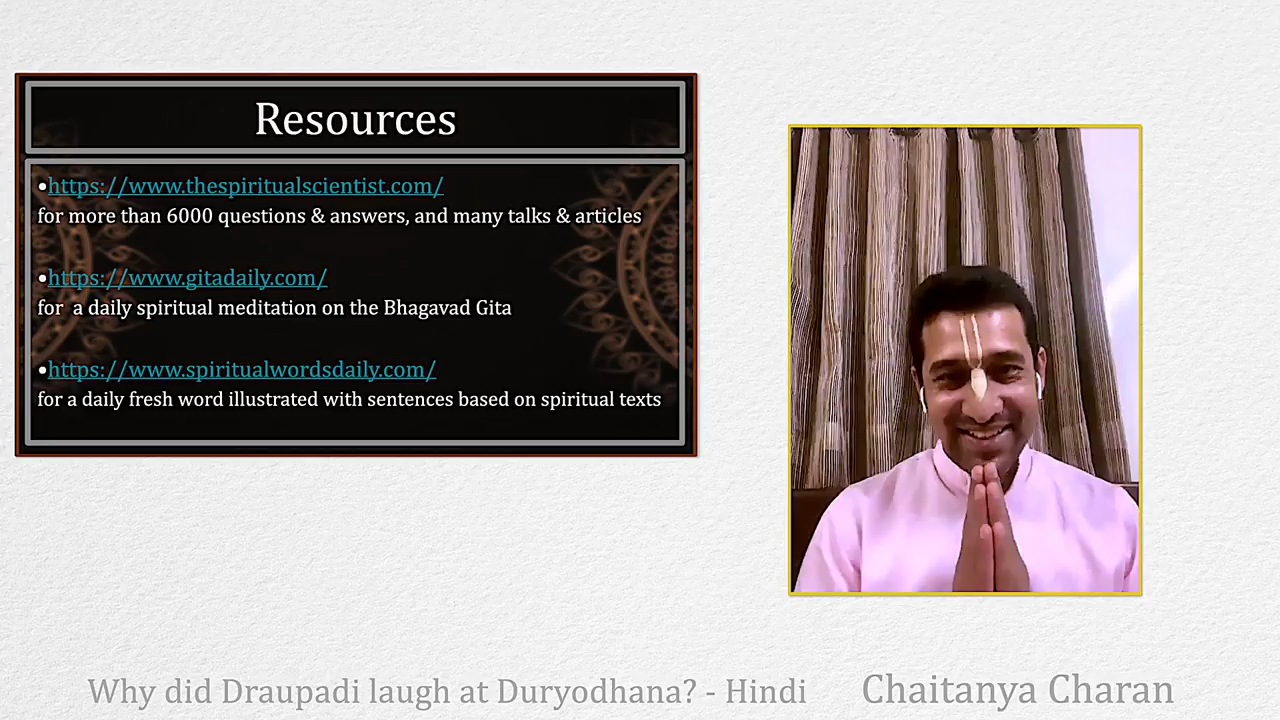 Resources
•https://www.thespiritualscientist.com/
for more than 6000 questions & answers, and many talks & articles
•https://www.gitadaily.com/
for a daily spiritual meditation on the Bhagavad Gita
•https://www.spiritualwordsdaily.com/
for a daily fresh word illustrated with sentences based on spiritual texts
Why did Draupadi laugh at Duryodhana? - Hindi
Chaitanya Charan